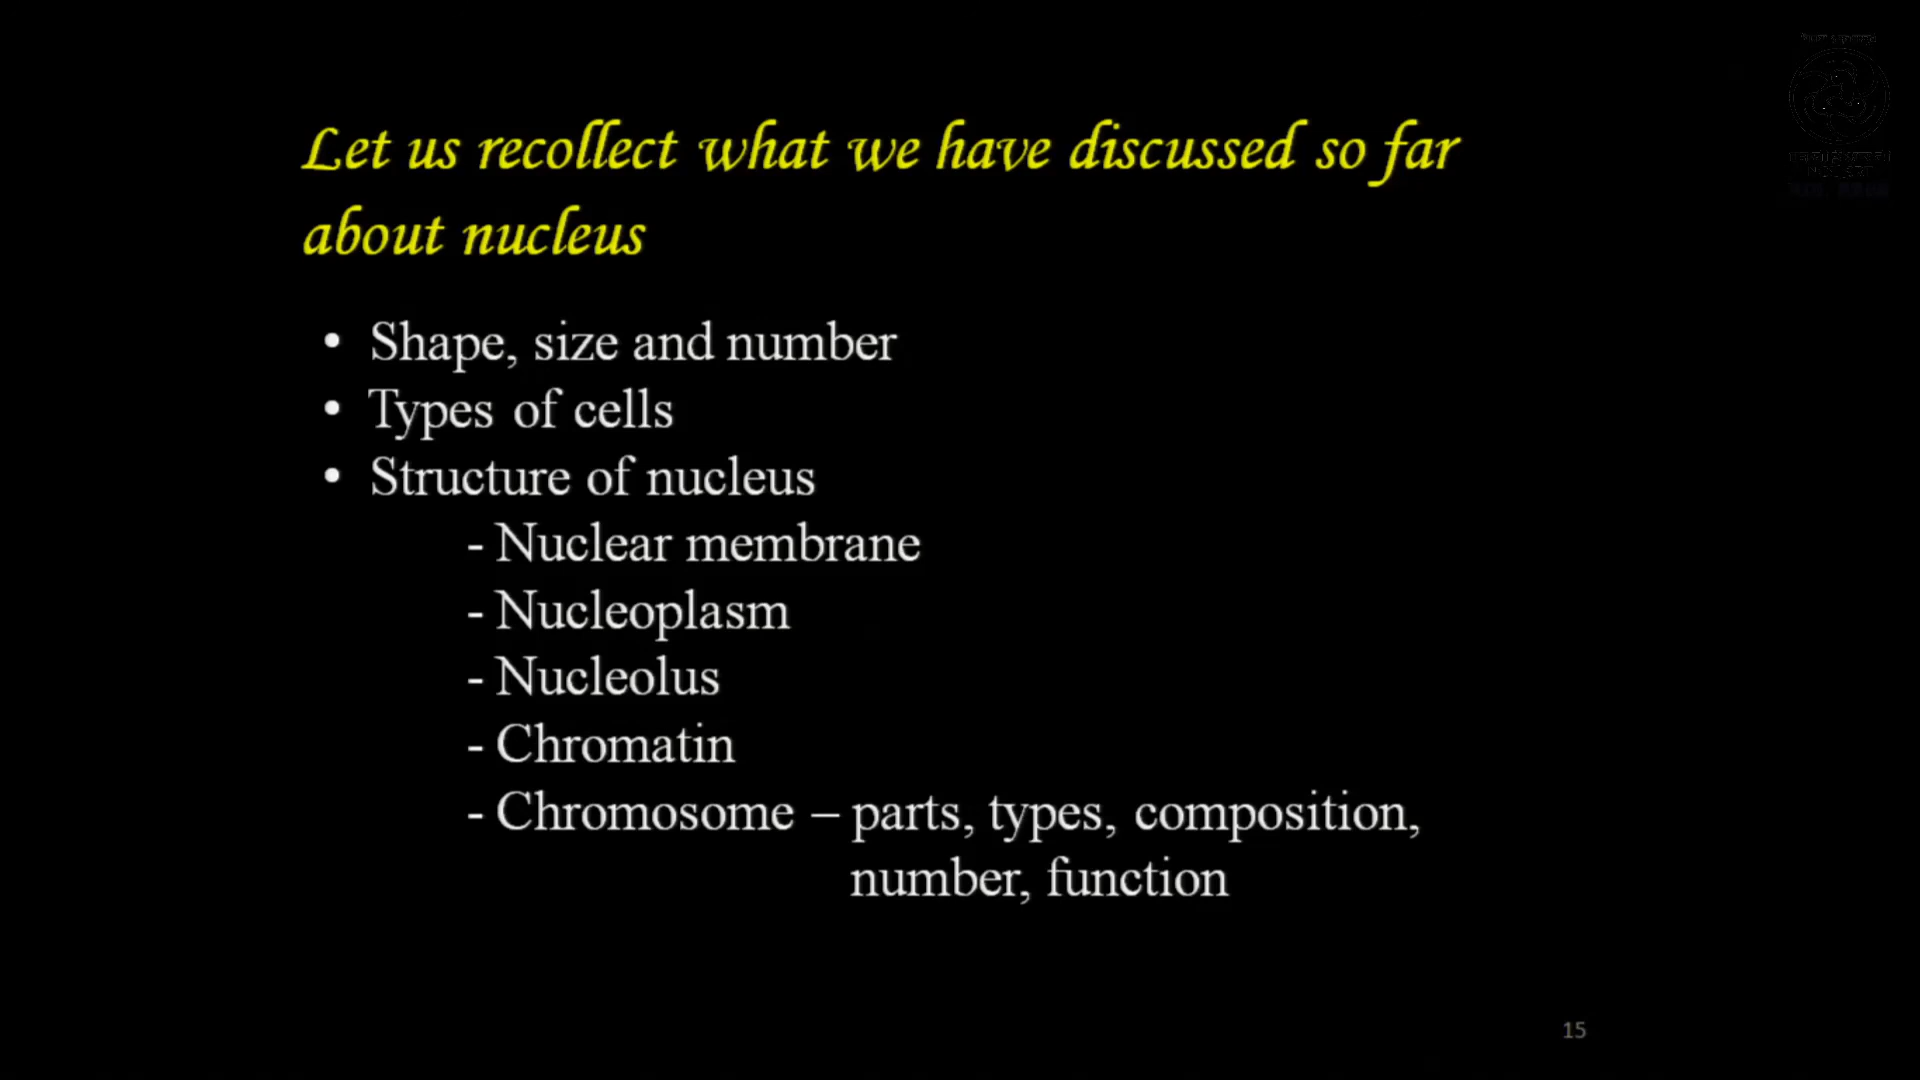 Let us recollect what we have discussed so far
about nucleus
• Shape, size and number
• Types of cells
• Structure of nucleus
- Nuclear membrane
- Nucleoplasm
- Nucleolus
- Chromatin
- Chromosome – parts, types, composition,
number, function
15